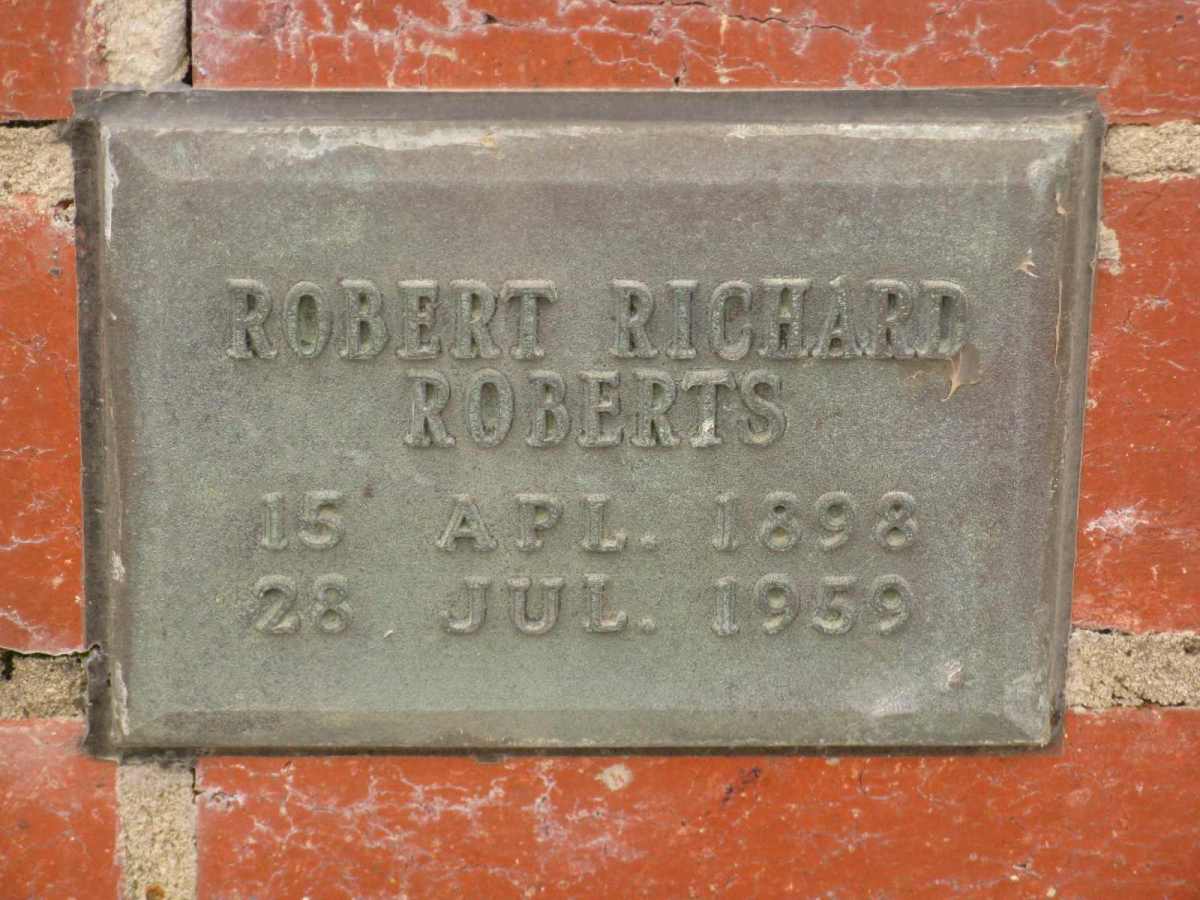 ROBERT RICHARD
ROBERTS
15 APL. 1898
28 JUL. 1959